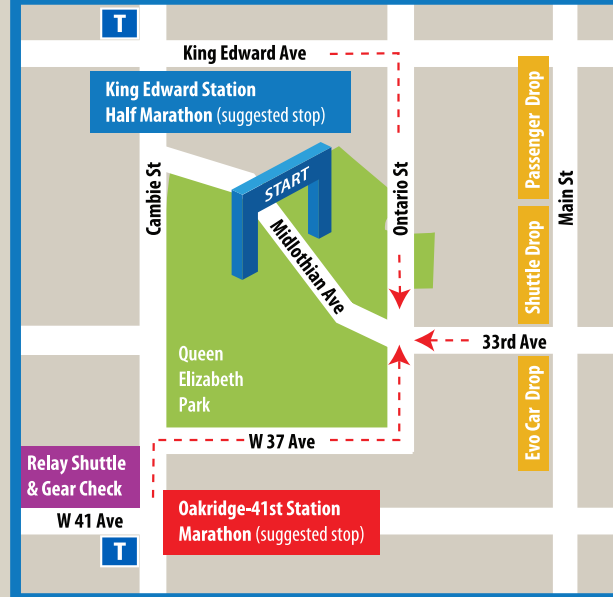 T
King Edward Ave
King Edward Station
Half Marathon (suggested stop)
Passenger Drop
START
Cambie St
Ontario St
Main St
Midlothian Ave
Shuttle Drop
33rd Ave
Queen
Elizabeth
Park
Evo Car Drop
W 37 Ave
Relay Shuttle
& Gear Check
Oakridge-41st Station
Marathon (suggested stop)
W 41 Ave
T